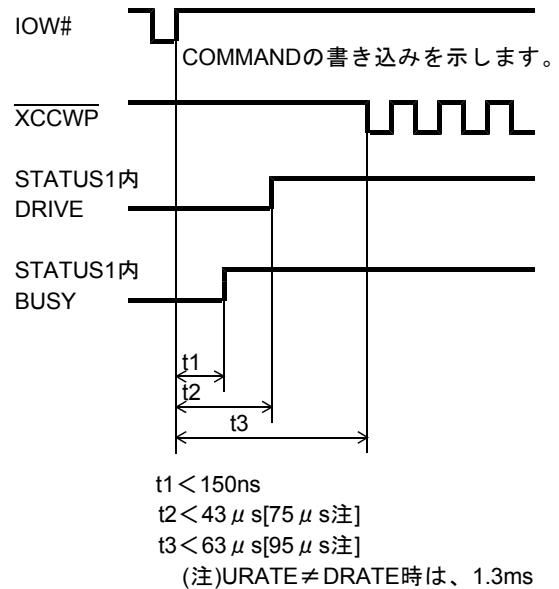 IOW#
COMMANDの書き込みを示します。
XCCWP
STATUS1内
DRIVE
STATUS1内
BUSY
t1
t2
t3
t1＜150ns
t2＜43μs[75μs注]
t3＜63μs[95μs注]
(注)URATE≠DRATE時は、1.3ms